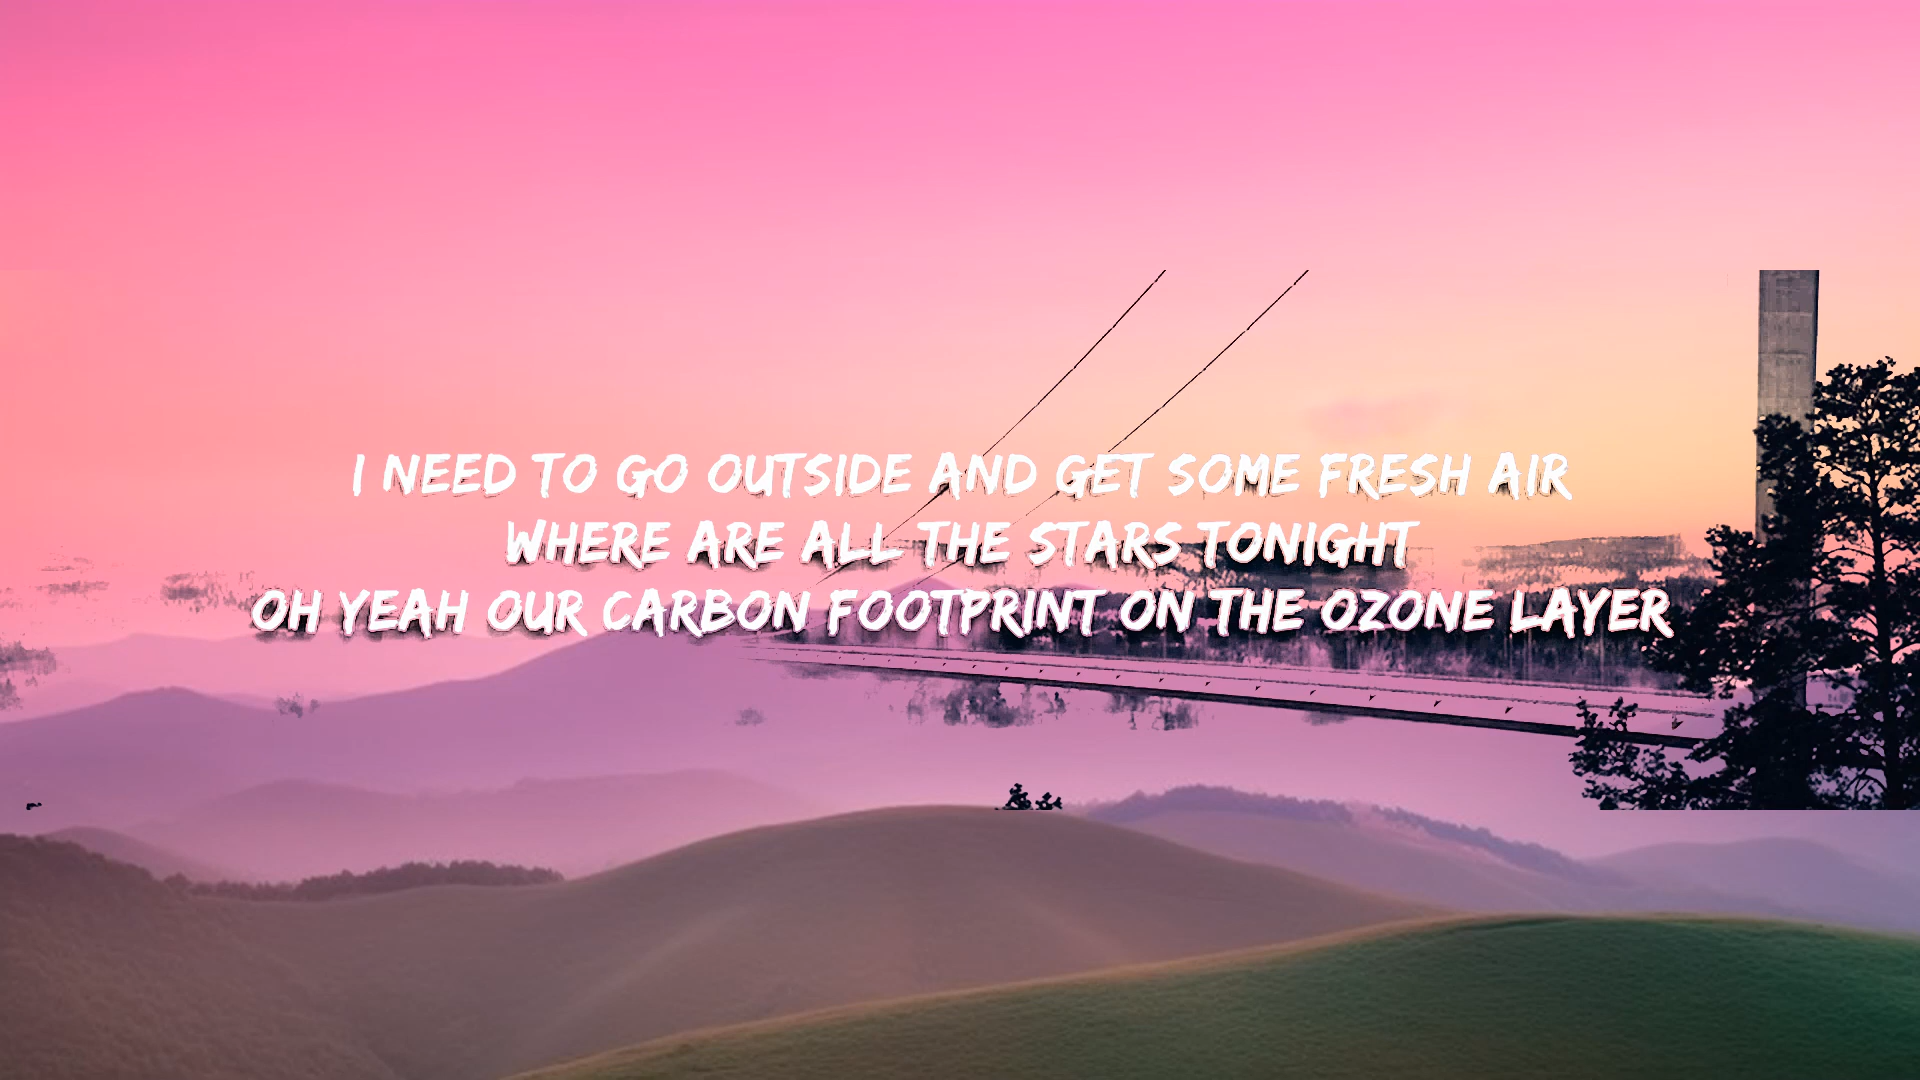 I NEED TO GO OUTSIDE AND GET SOME FRESH AIR
WHERE ARE ALL THE STARS TONIGHT
OH YEAH OUR CARBON FOOTPRINT ON THE OZONE LAYER